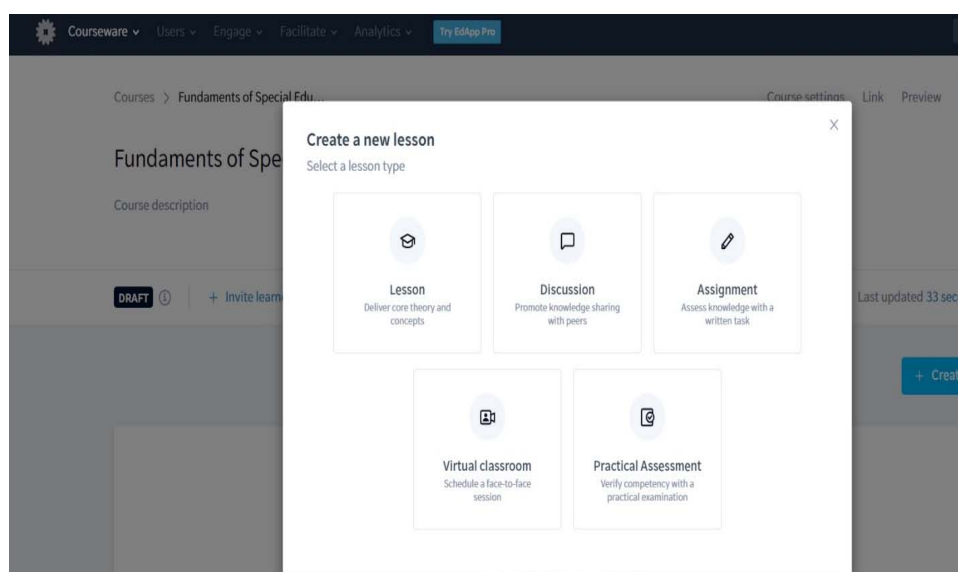 Courseware Users Engage Facilitate Analytics Try EdApp Pro
Courses > Fundaments of Special Edu...
Course settings Link Preview
Create a new lesson X
Select a lesson type
Fundaments of Spe
Course description
Lesson
Deliver core theory and
concepts
Discussion
Promote knowledge sharing
with peers
Assignment
Assess knowledge with a
written task
DRAFT + Invite learn
Last updated 33 sec
+ Creat
Virtual classroom
Schedule a face-to-face
session
Practical Assessment
Verify competency with a
practical examination